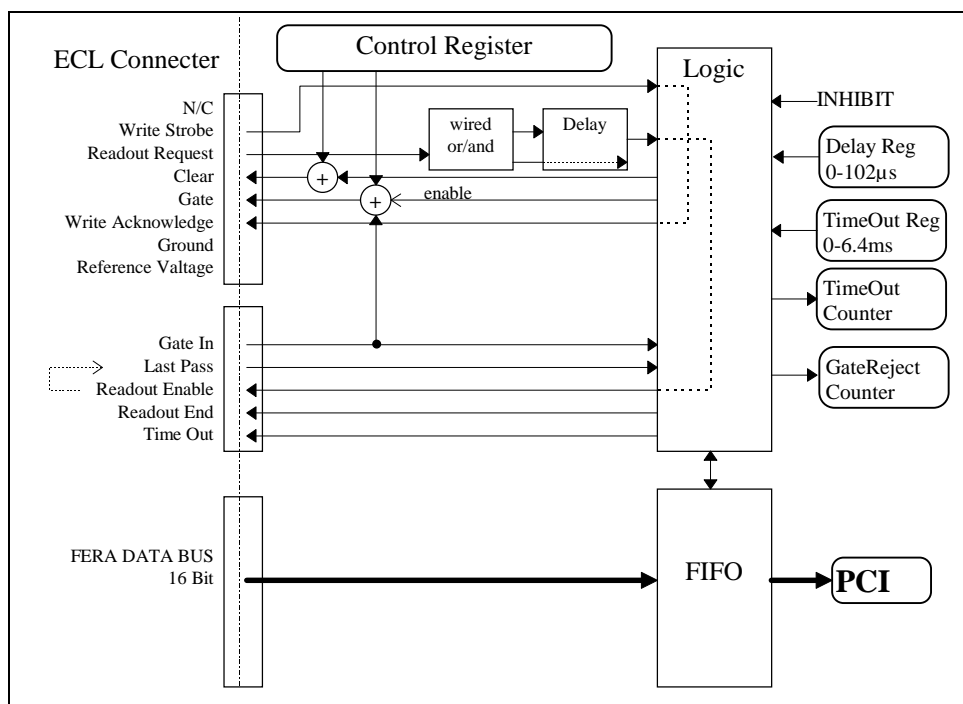 Control Register
ECL Connecter
Logic
N/C
Write Strobe
Readout Request
Clear
Gate
Write Acknowledge
Ground
Reference Valtage
wired
or/and
Delay
+
+
enable
INHIBIT
Delay Reg
0-102µs
TimeOut Reg
0-6.4ms
TimeOut
Counter
GateReject
Counter
Gate In
Last Pass
Readout Enable
Readout End
Time Out
FERA DATA BUS
16 Bit
FIFO
PCI